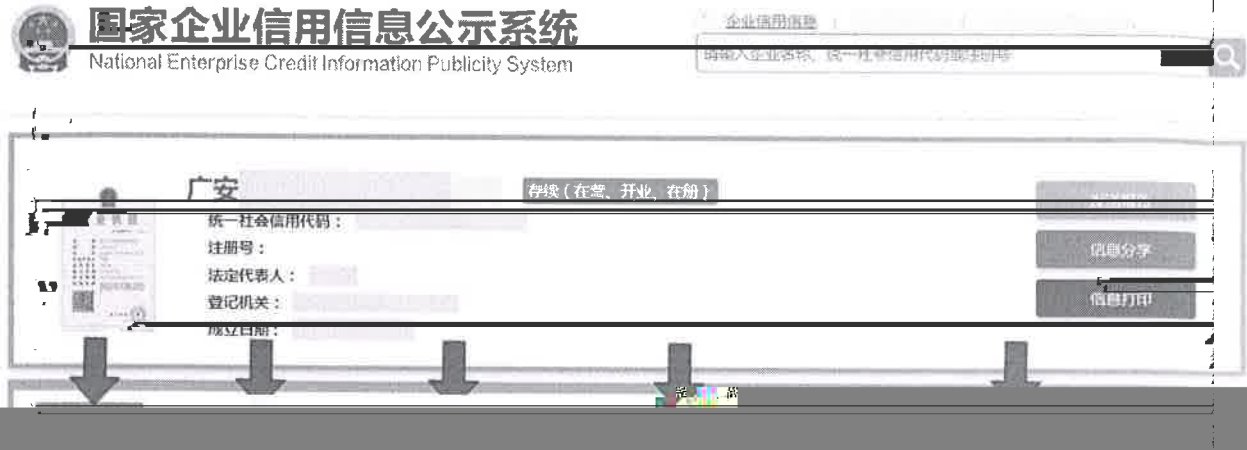 国家企业信用信息公示系统
National Enterprise Credit Information Publicity System
企业信用信息
请输入企业名称、统一社会信用代码或注册号
广安
存续（在营、开业、在册）
统一社会信用代码：
注册号：
法定代表人：
登记机关：
成立日期：
信息分享
信息打印